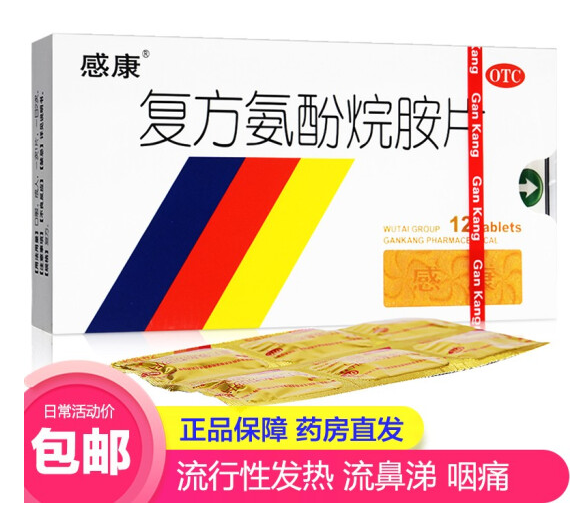 感康®
OTC
复方氨酚烷胺片
Gan Kang
Gan Kang
Gan Kang
Gan Kang
WUTAI GROUP 12 Tablets
GANKANG PHARMACEUTICAL
感康
日常活动价
包邮
正品保障 药房直发
流行性发热 流鼻涕 咽痛